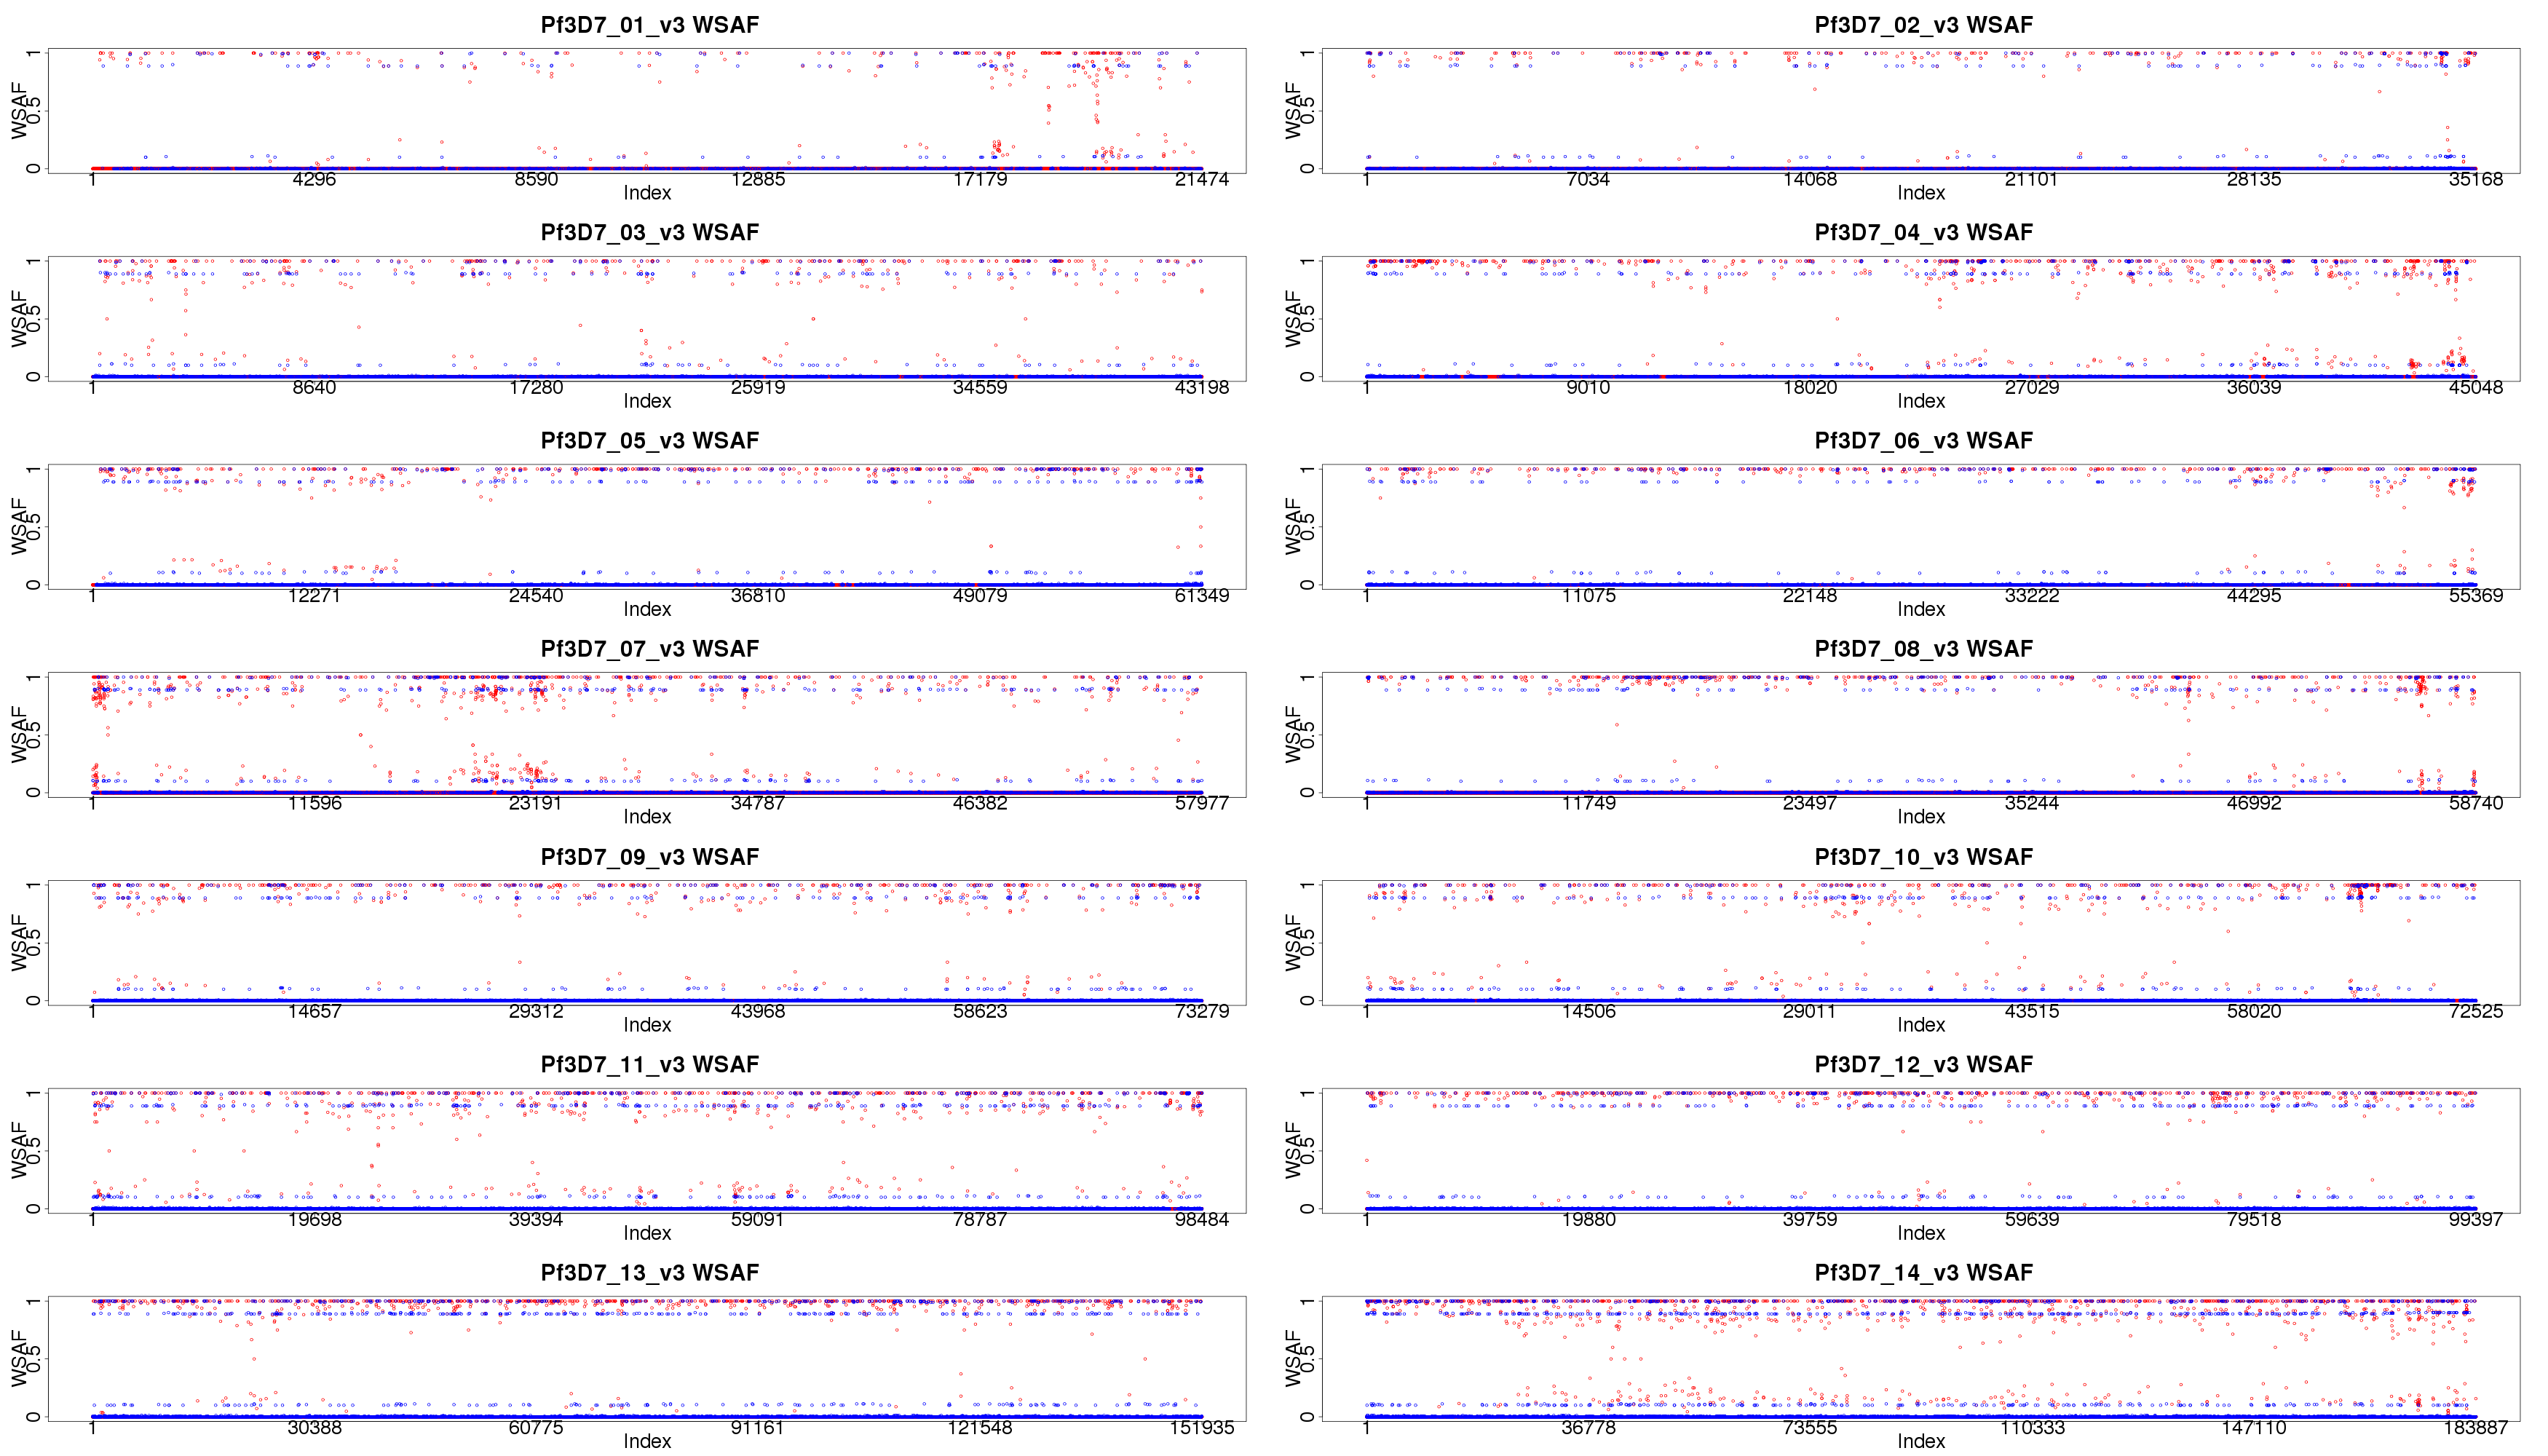 Pf3D7_01_v3 WSAF
WSAF
1
0.5
0
1 4296 8590 12885 17179 21474
Index
Pf3D7_02_v3 WSAF
WSAF
1
0.5
0
1 7034 14068 21101 28135 35168
Index
Pf3D7_03_v3 WSAF
WSAF
1
0.5
0
1 8640 17280 25919 34559 43198
Index
Pf3D7_04_v3 WSAF
WSAF
1
0.5
0
1 9010 18020 27029 36039 45048
Index
Pf3D7_05_v3 WSAF
WSAF
1
0.5
0
1 12271 24540 36810 49079 61349
Index
Pf3D7_06_v3 WSAF
WSAF
1
0.5
0
1 11075 22148 33222 44295 55369
Index
Pf3D7_07_v3 WSAF
WSAF
1
0.5
0
1 11596 23191 34787 46382 57977
Index
Pf3D7_08_v3 WSAF
WSAF
1
0.5
0
1 11749 23497 35244 46992 58740
Index
Pf3D7_09_v3 WSAF
WSAF
1
0.5
0
1 14657 29312 43968 58623 73279
Index
Pf3D7_10_v3 WSAF
WSAF
1
0.5
0
1 14506 29011 43515 58020 72525
Index
Pf3D7_11_v3 WSAF
WSAF
1
0.5
0
1 19698 39394 59091 78787 98484
Index
Pf3D7_12_v3 WSAF
WSAF
1
0.5
0
1 19880 39759 59639 79518 99397
Index
Pf3D7_13_v3 WSAF
WSAF
1
0.5
0
1 30388 60775 91161 121548 151935
Index
Pf3D7_14_v3 WSAF
WSAF
1
0.5
0
1 36778 73555 110333 147110 183887
Index